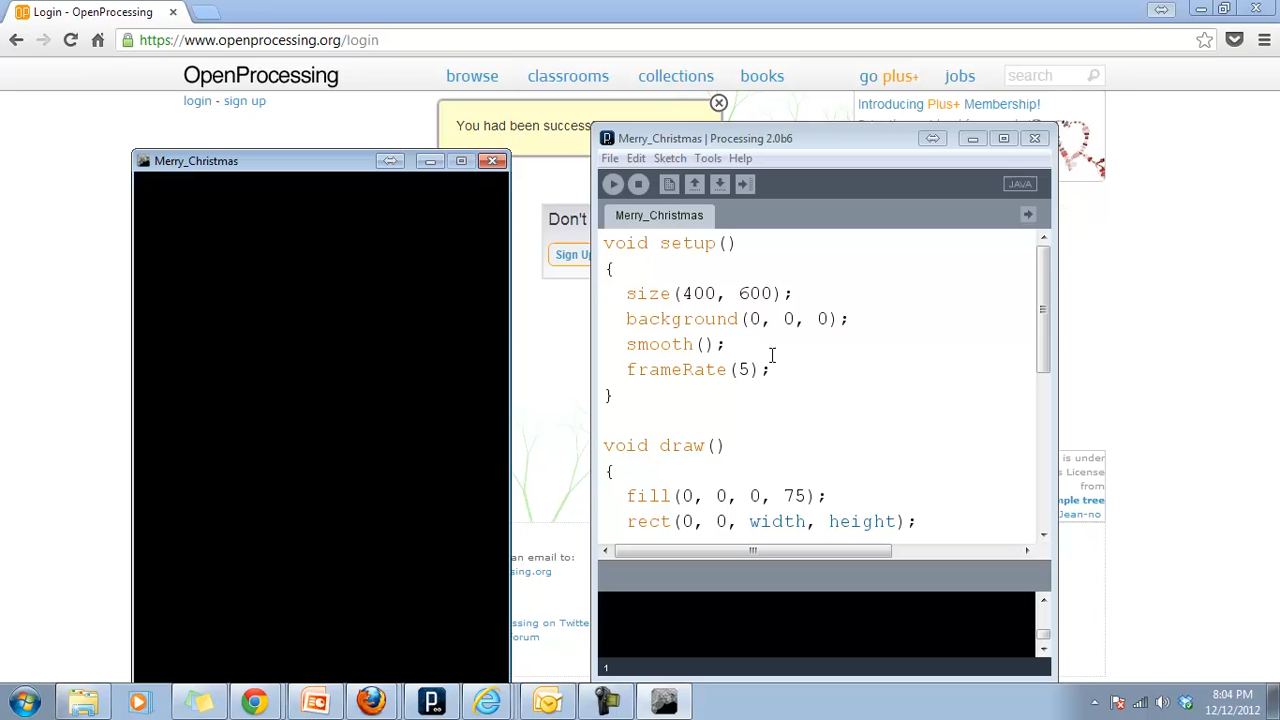 Login - OpenProcessing
https://www.openprocessing.org/login
OpenProcessing
browse classrooms collections books go plus+ jobs search
login - sign up
Introducing Plus+ Membership!
You had been success
Merry_Christmas | Processing 2.0b6
File Edit Sketch Tools Help
JAVA
Merry_Christmas
Merry_Christmas
Don't
Sign Up
void setup()
{
size(400, 600);
background(0, 0, 0);
smooth();
frameRate(5);
}
void draw()
{
fill(0, 0, 0, 75);
rect(0, 0, width, height);
is under
License
from
mple tree
Jean-no
an email to:
ssing.org
ssing on Twitte
orum
1
8:04 PM
12/12/2012